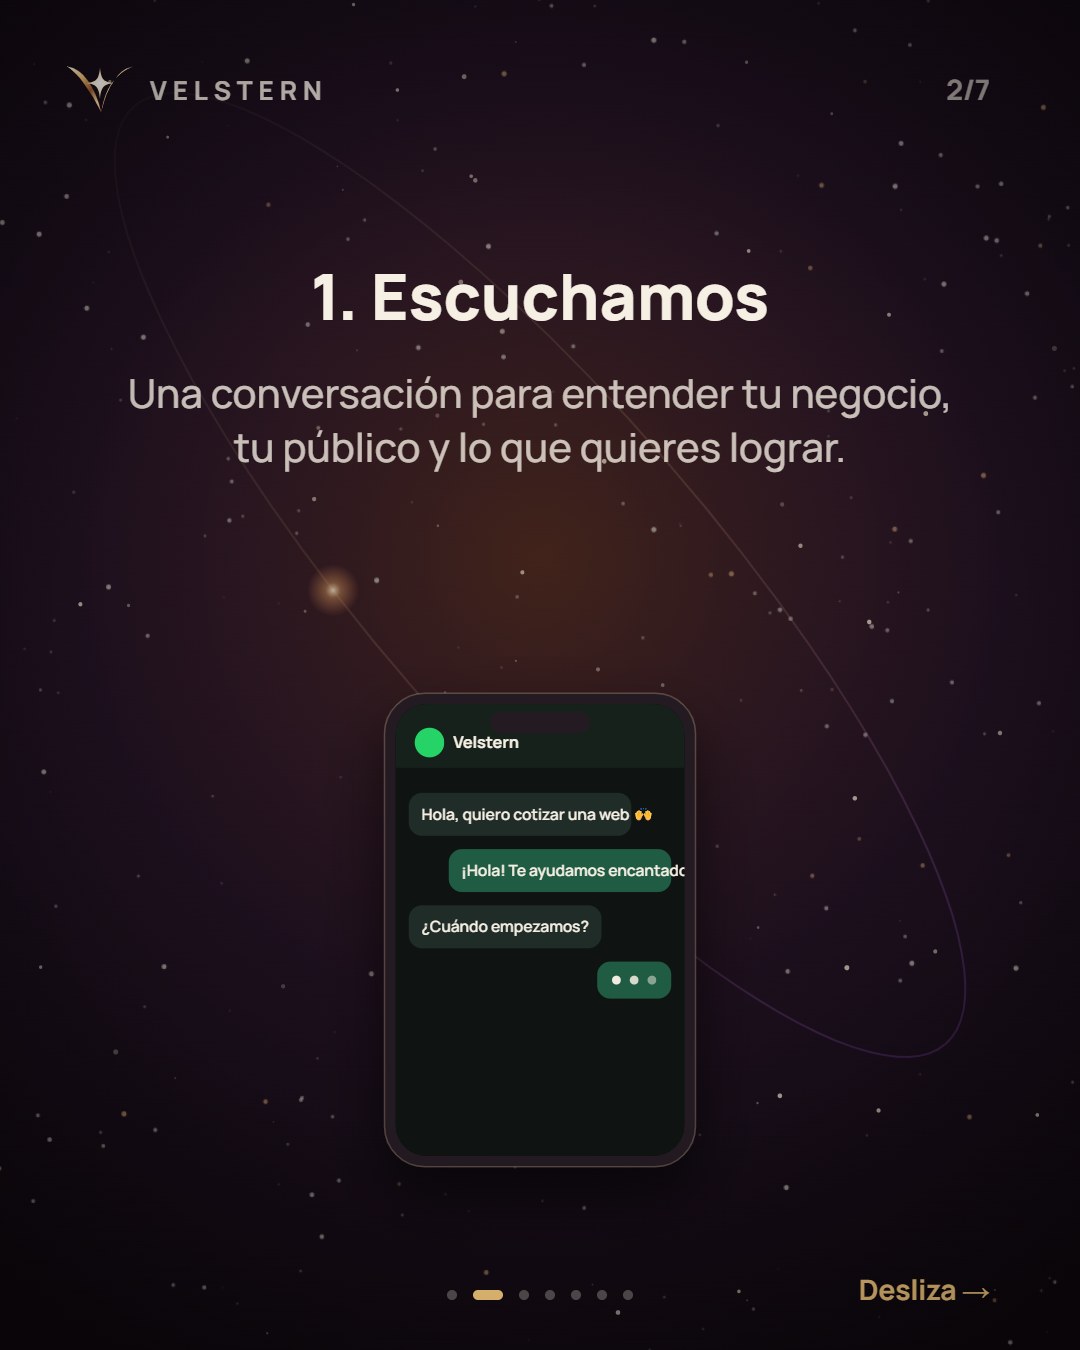 VELSTERN
2/7
1. Escuchamos
Una conversación para entender tu negocio,
tu público y lo que quieres lograr.
Velstern
Hola, quiero cotizar una web 🙌
¡Hola! Te ayudamos encantado
¿Cuándo empezamos?
Desliza →